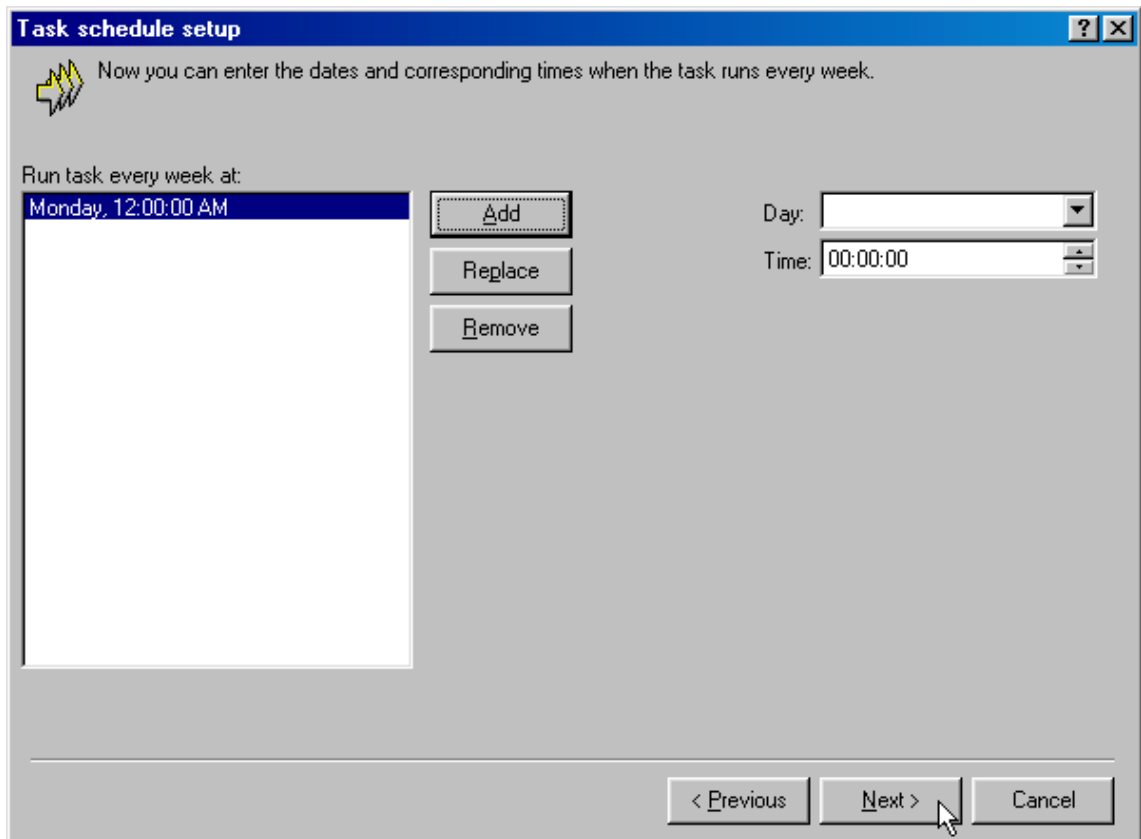 Task schedule setup
Now you can enter the dates and corresponding times when the task runs every week.
Run task every week at:
Monday, 12:00:00 AM
Add
Replace
Remove
Day:
Time: 00:00:00
< Previous
Next >
Cancel